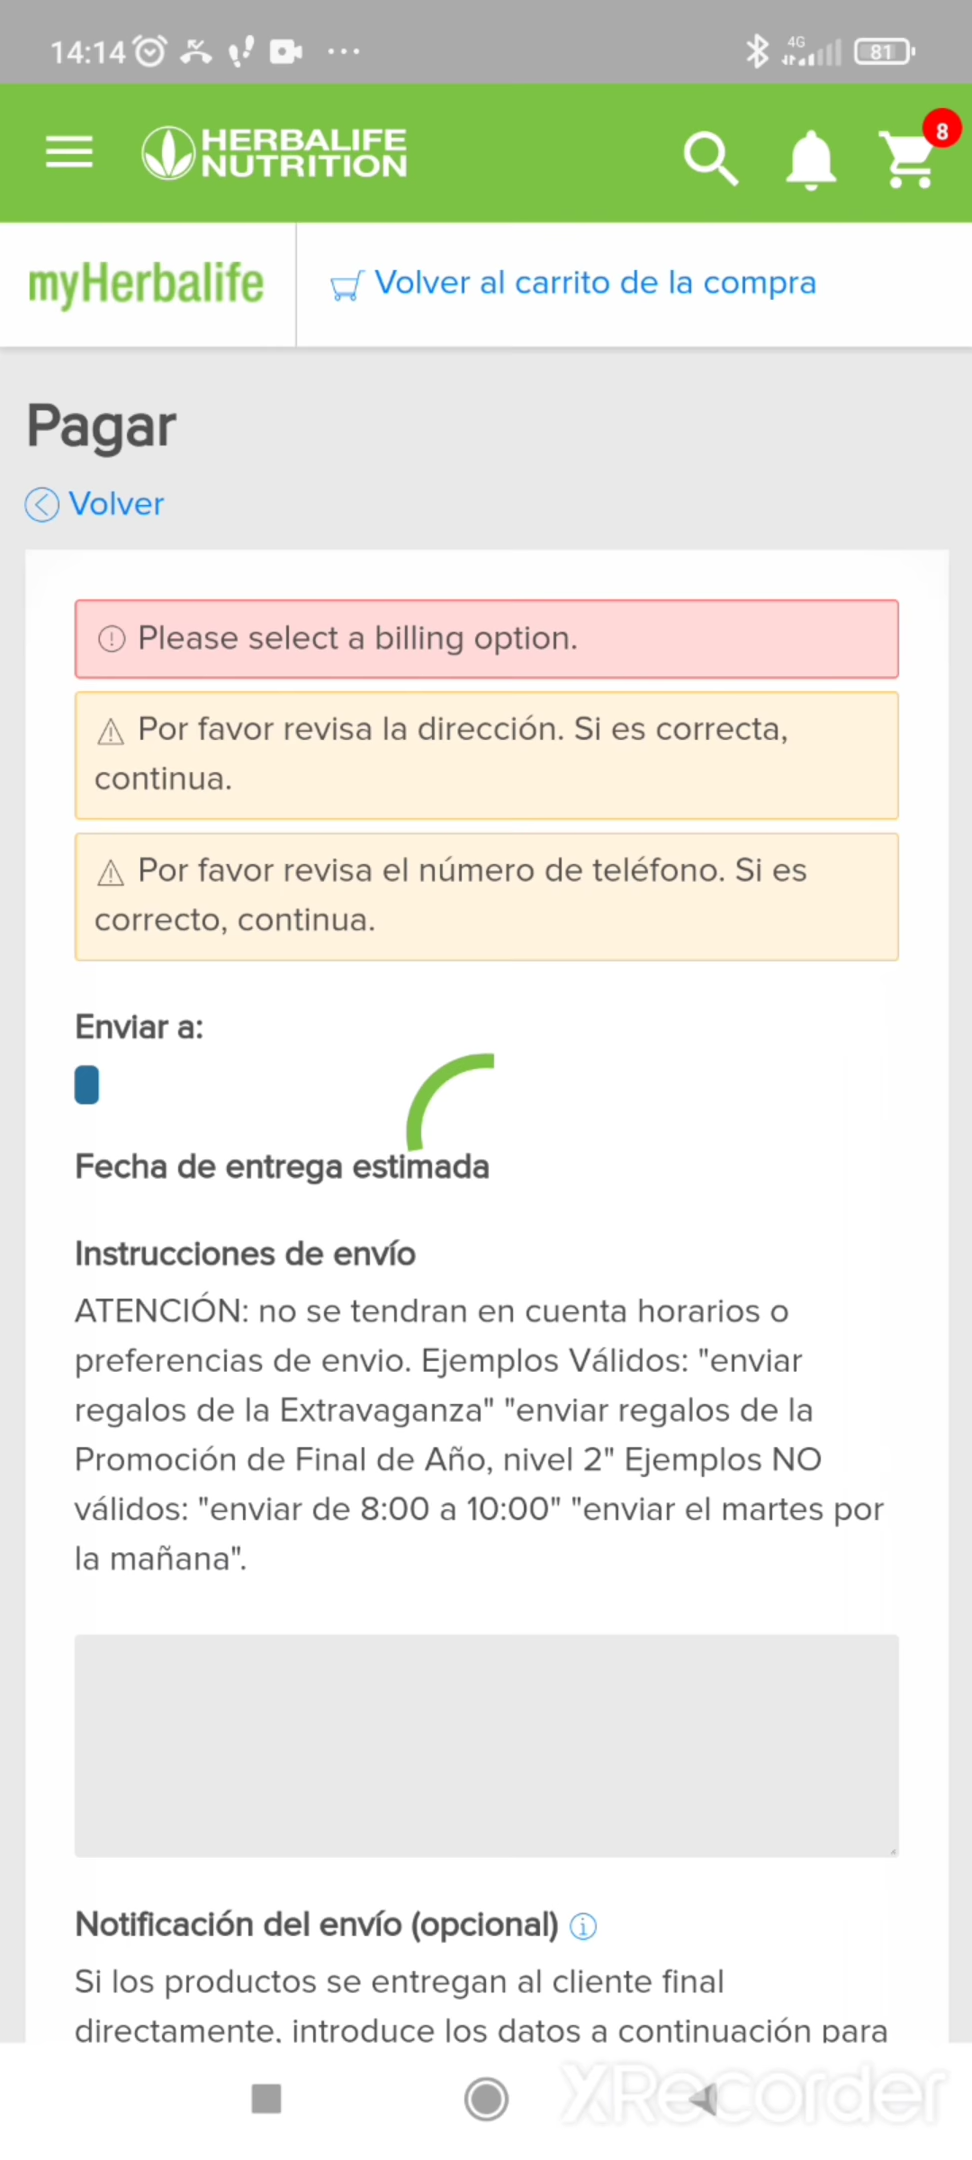 14:14
4G
81
HERBALIFE
NUTRITION
8
myHerbalife
Volver al carrito de la compra
Pagar
Volver
Please select a billing option.
Por favor revisa la dirección. Si es correcta,
continua.
Por favor revisa el número de teléfono. Si es
correcto, continua.
Enviar a:
Fecha de entrega estimada
Instrucciones de envío
ATENCIÓN: no se tendran en cuenta horarios o
preferencias de envio. Ejemplos Válidos: "enviar
regalos de la Extravaganza" "enviar regalos de la
Promoción de Final de Año, nivel 2" Ejemplos NO
válidos: "enviar de 8:00 a 10:00" "enviar el martes por
la mañana".
Notificación del envío (opcional)
Si los productos se entregan al cliente final
directamente, introduce los datos a continuación para
XRecorder